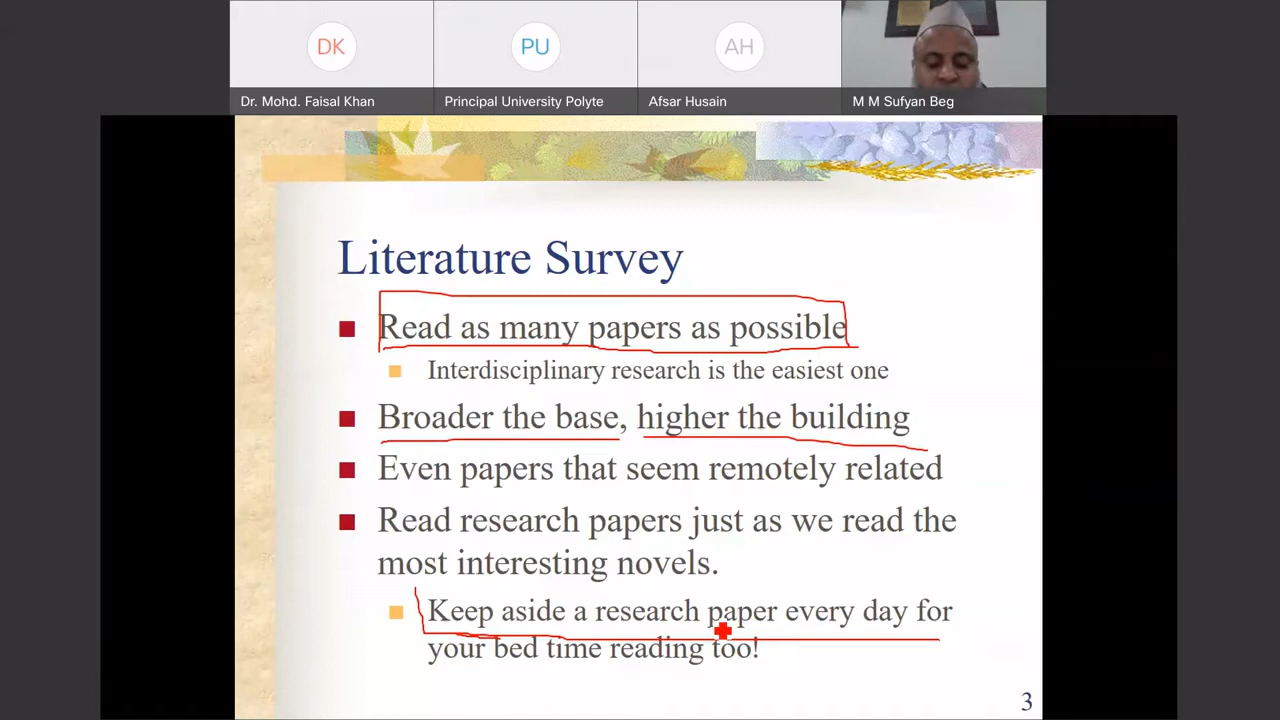 DK
PU
AH
Dr. Mohd. Faisal Khan
Principal University Polyte
Afsar Husain
M M Sufyan Beg
Literature Survey
Read as many papers as possible
Interdisciplinary research is the easiest one
Broader the base, higher the building
Even papers that seem remotely related
Read research papers just as we read the
most interesting novels.
Keep aside a research paper every day for
your bed time reading too!
3